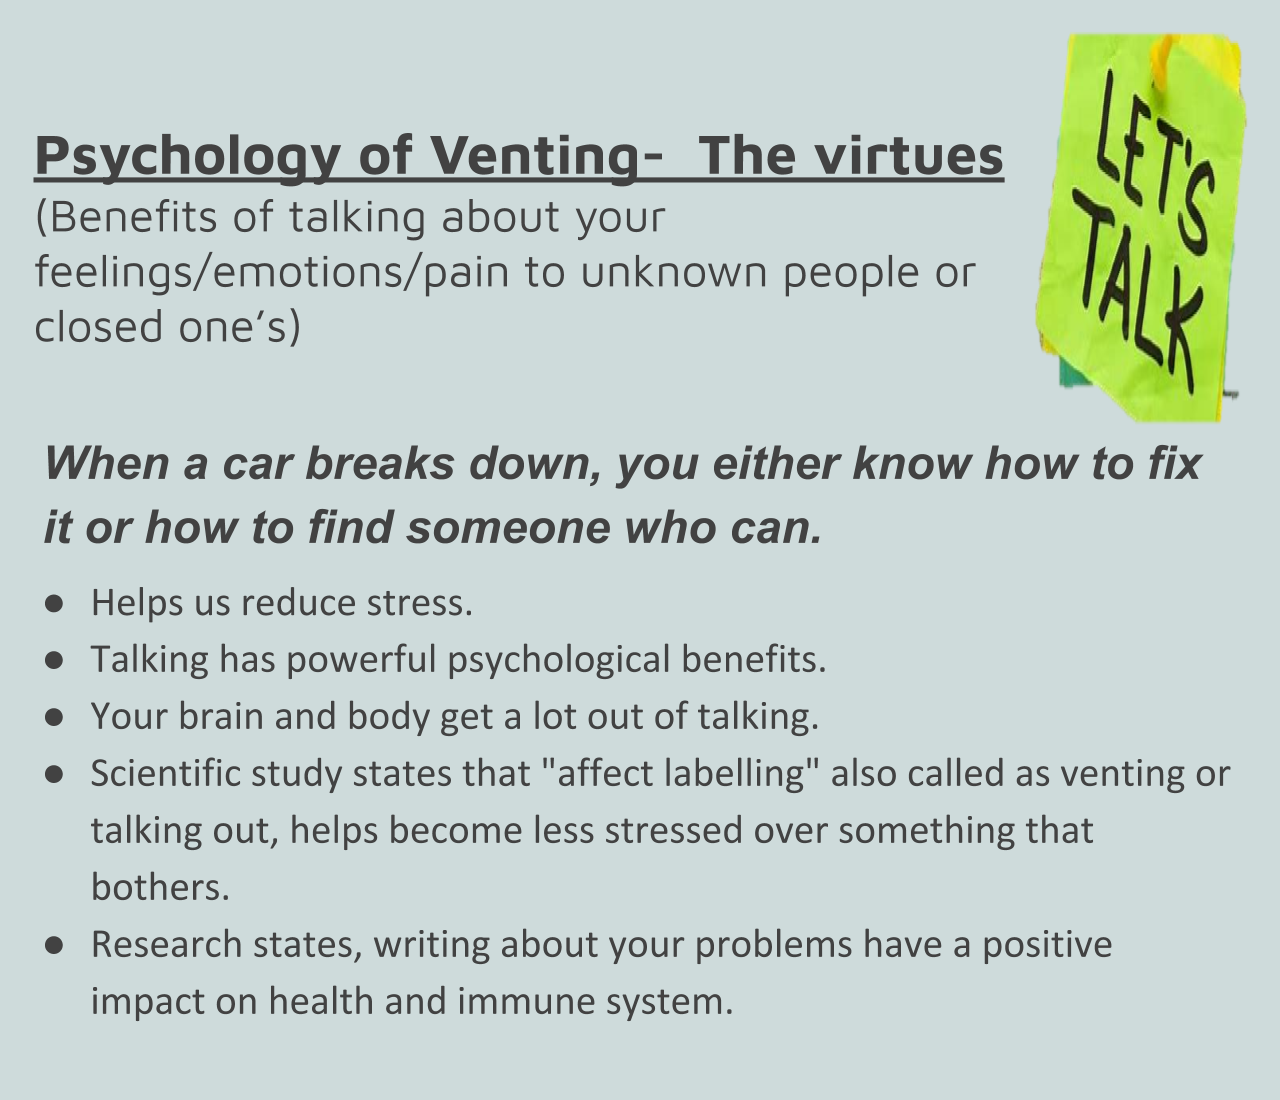 Psychology of Venting-  The virtues
(Benefits of talking about your
feelings/emotions/pain to unknown people or
closed one’s)
LET'S
TALK
When a car breaks down, you either know how to fix
it or how to find someone who can.
● Helps us reduce stress.
● Talking has powerful psychological benefits.
● Your brain and body get a lot out of talking.
● Scientific study states that "affect labelling" also called as venting or
talking out, helps become less stressed over something that
bothers.
● Research states, writing about your problems have a positive
impact on health and immune system.